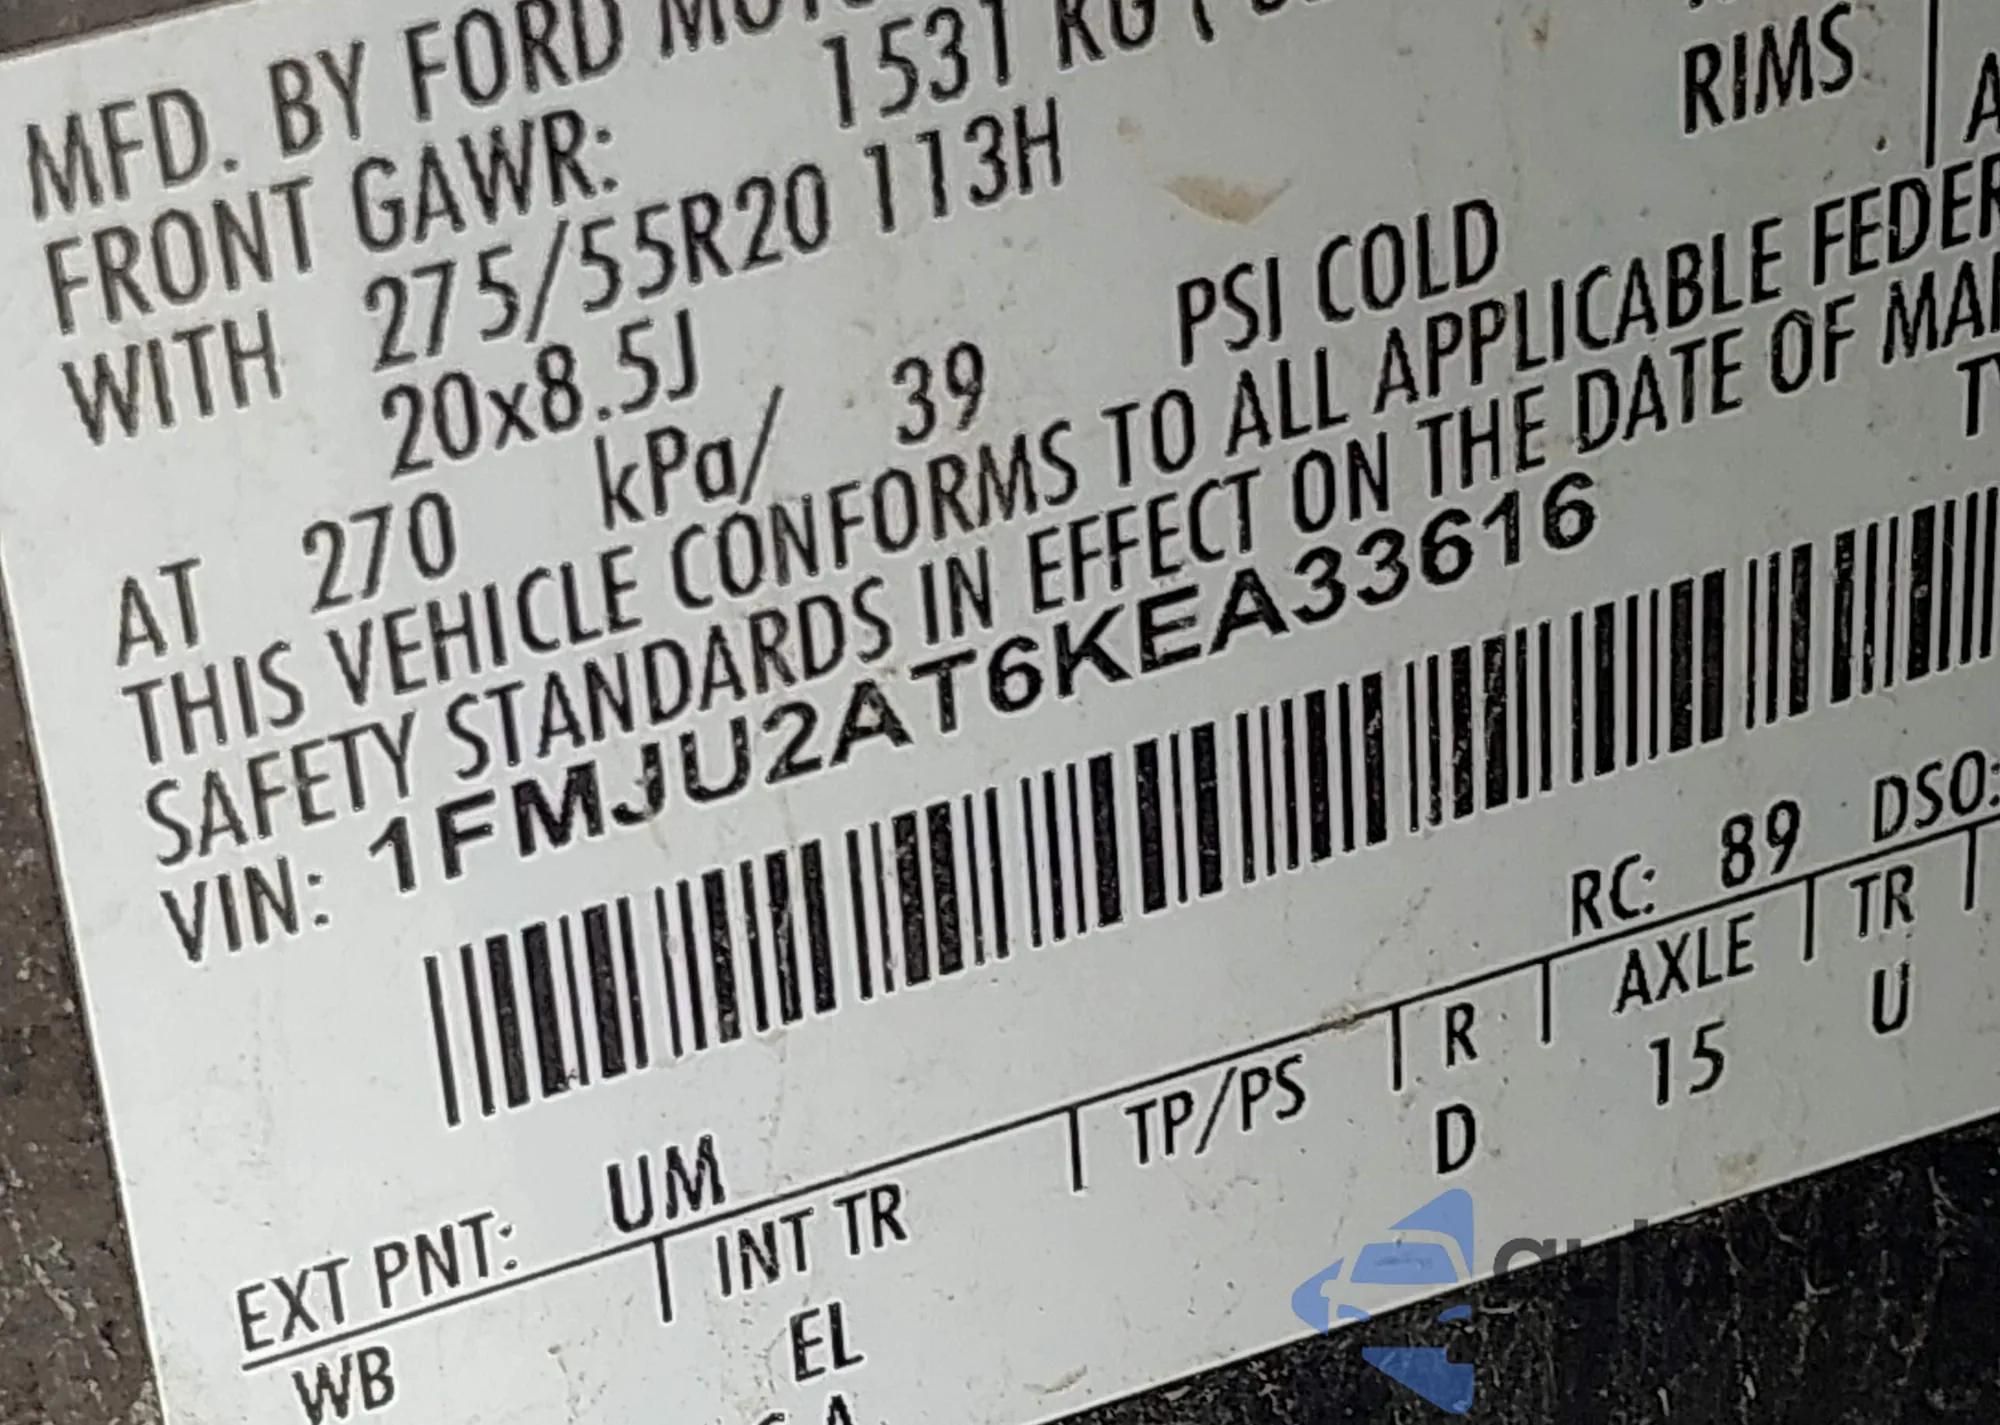 MFD. BY FORD
FRONT GAWR: 1531 KG
WITH 275/55R20 113H
20x8.5J RIMS
AT 270 kPa/ 39 PSI COLD
THIS VEHICLE CONFORMS TO ALL APPLICABLE
SAFETY STANDARDS IN EFFECT ON THE DATE OF
VIN: 1FMJU2AT6KEA33616
RC: 89 DSO:
EXT PNT: UM
WB INT TR TP/PS R AXLE TR
EL D 15 U